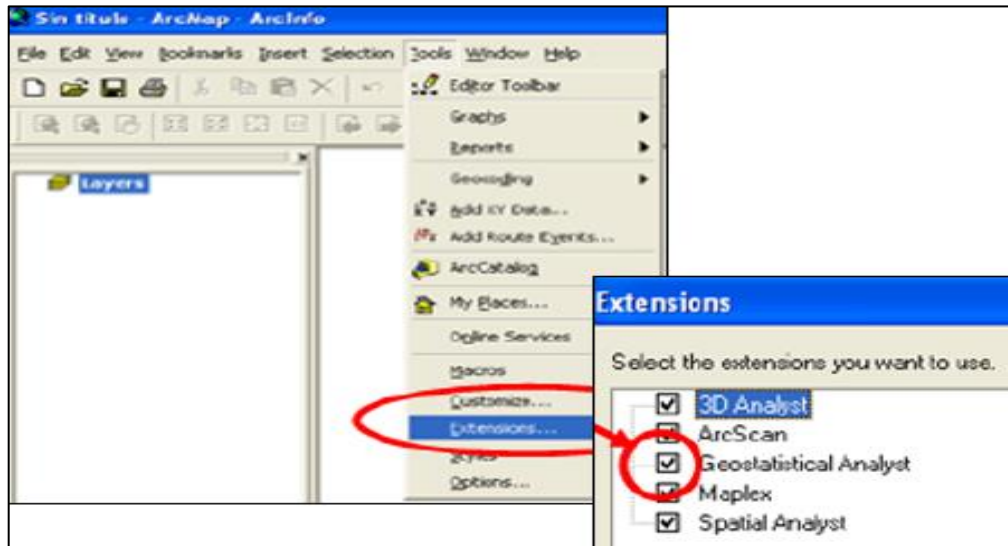 Sin título - ArcMap - ArcInfo
File Edit View Bookmarks Insert Selection Tools Window Help
Editor Toolbar
Graphs
Reports
Geocoding
Add XY Data...
Add Route Events...
ArcCatalog
My Places...
Online Services
Macros
Customize...
Extensions...
Styles
Options...
Layers
Extensions
Select the extensions you want to use.
3D Analyst
ArcScan
Geostatistical Analyst
Maplex
Spatial Analyst